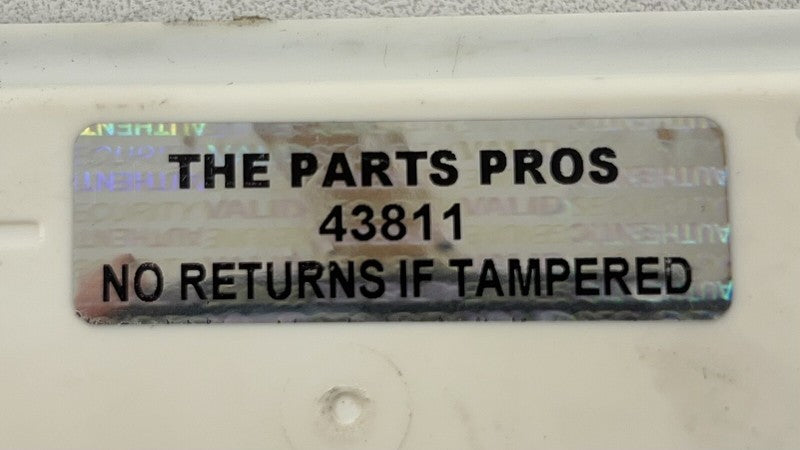 THE PARTS PROS
43811
NO RETURNS IF TAMPERED